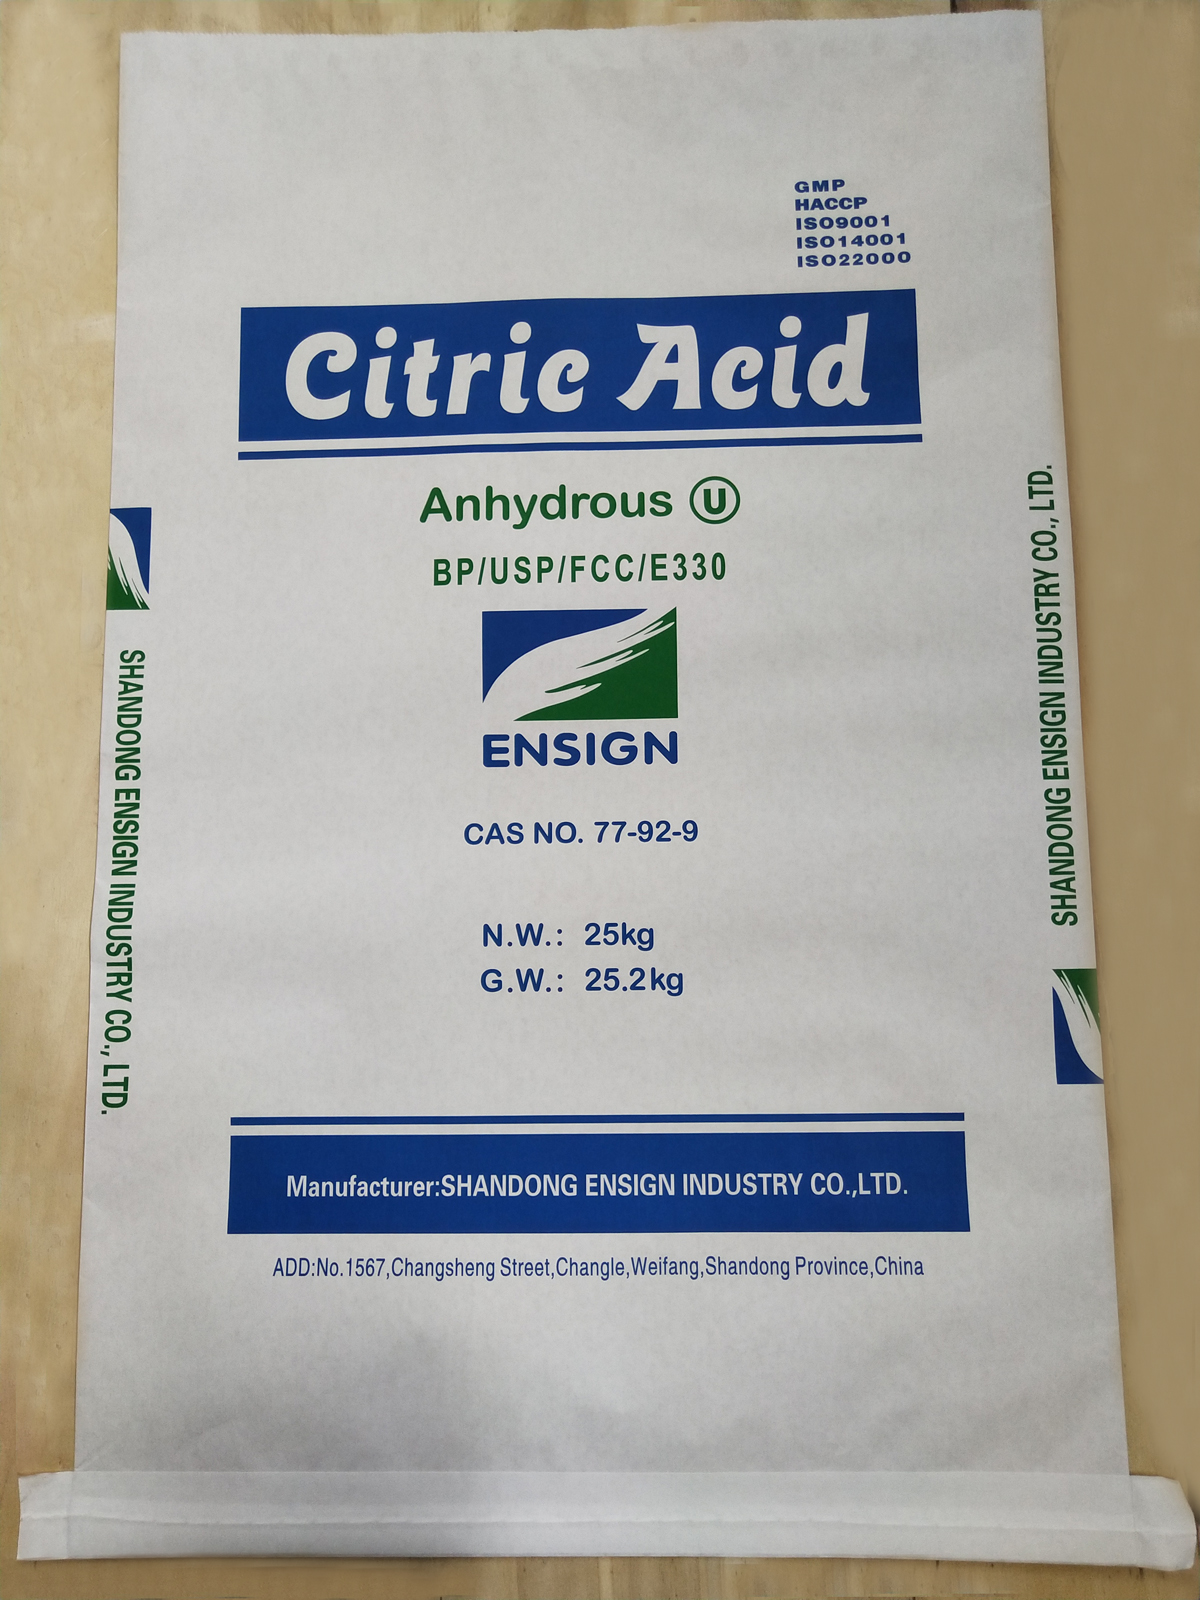 GMP
HACCP
ISO9001
ISO14001
ISO22000
Citric Acid
Anhydrous U
BP/USP/FCC/E330
ENSIGN
CAS NO. 77-92-9
N.W.: 25kg
G.W.: 25.2kg
Manufacturer:SHANDONG ENSIGN INDUSTRY CO.,LTD.
ADD:No.1567,Changsheng Street,Changle,Weifang,Shandong Province,China
SHANDONG ENSIGN INDUSTRY CO., LTD.
SHANDONG ENSIGN INDUSTRY CO., LTD.